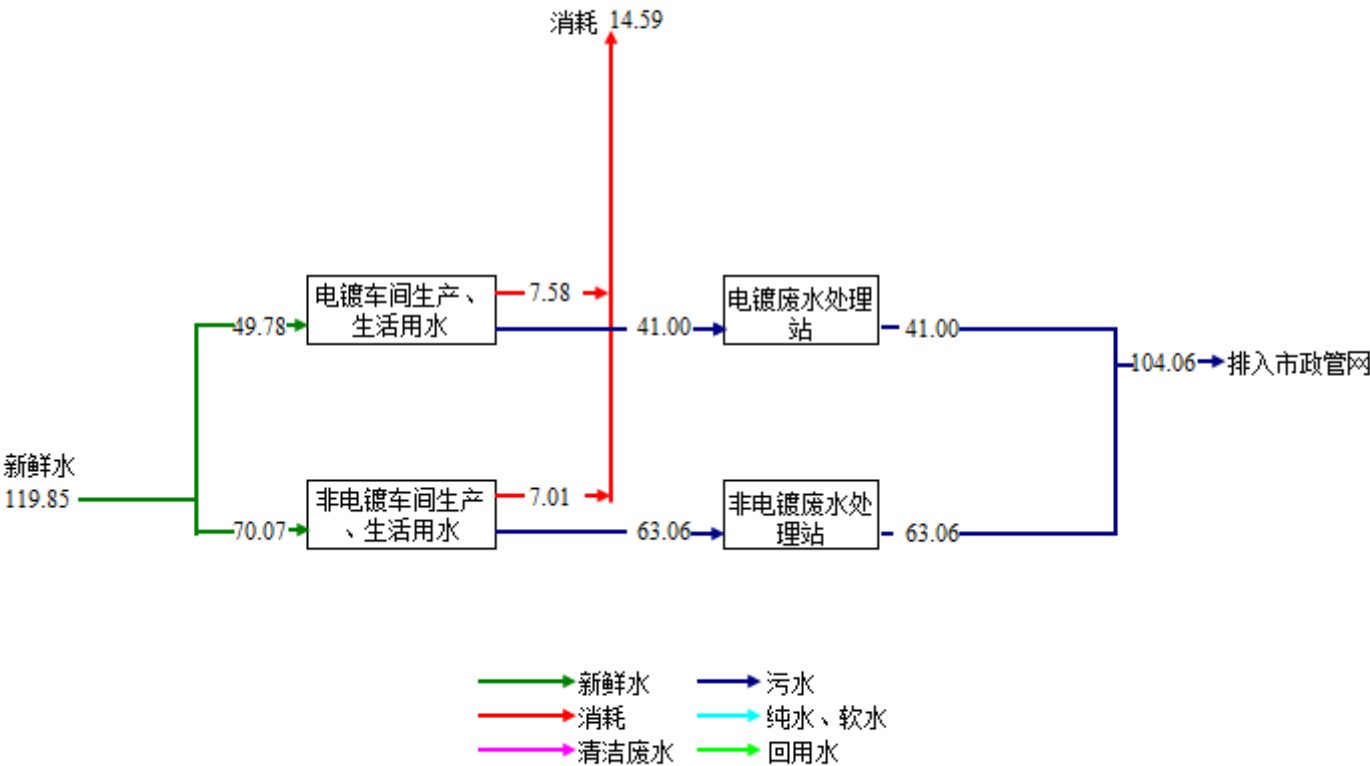 消耗 14.59
电镀车间生产、
生活用水
7.58
电镀废水处理
站
49.78
41.00
41.00
104.06
排入市政管网
新鲜水
119.85
非电镀车间生产
、生活用水
7.01
非电镀废水处
理站
70.07
63.06
63.06
新鲜水
污水
消耗
纯水、软水
清洁废水
回用水